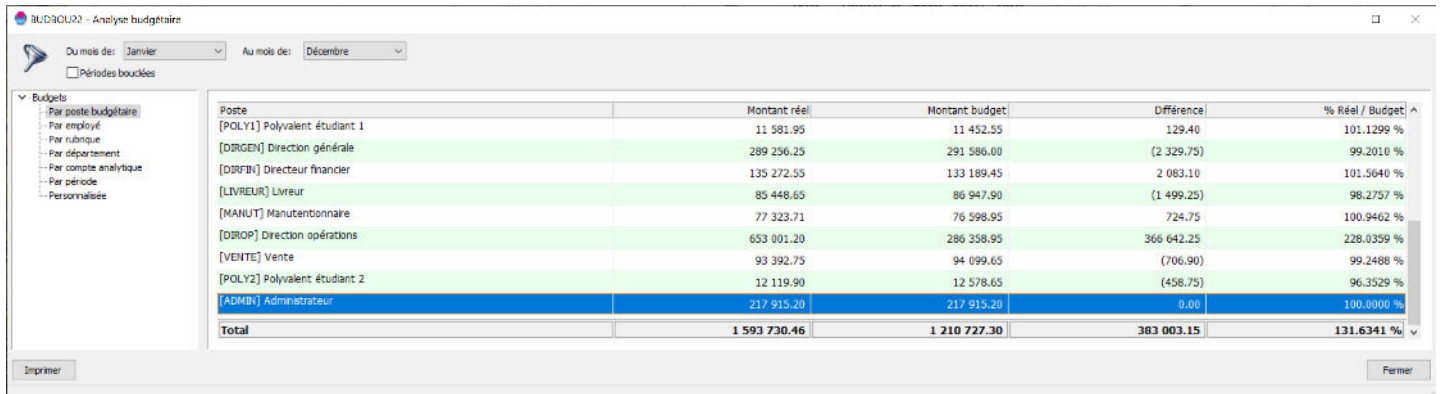 BUDBOU22 - Analyse budgétaire
Du mois de: Janvier Au mois de: Décembre
Périodes bouclées
Budgets
Par poste budgétaire
Par employé
Par rubrique
Par département
Par compte analytique
Par période
Personnalisée
Poste Montant réel Montant budget Différence % Réel / Budget
[POLY1] Polyvalent étudiant 1 11 581.95 11 452.55 129.40 101.1299 %
[DIRGEN] Direction générale 289 256.25 291 586.00 (2 329.75) 99.2010 %
[DIRFIN] Directeur financier 135 272.55 133 189.45 2 083.10 101.5640 %
[LIVREUR] Livreur 85 448.65 86 947.90 (1 499.25) 98.2757 %
[MANUT] Manutentionnaire 77 323.71 76 598.95 724.75 100.9462 %
[DIROP] Direction opérations 653 001.20 286 358.95 366 642.25 228.0359 %
[VENTE] Vente 93 392.75 94 099.65 (706.90) 99.2488 %
[POLY2] Polyvalent étudiant 2 12 119.90 12 578.65 (458.75) 96.3529 %
[ADMIN] Administrateur 217 915.20 217 915.20 0.00 100.0000 %
Total 1 593 730.46 1 210 727.30 383 003.15 131.6341 %
Imprimer Fermer